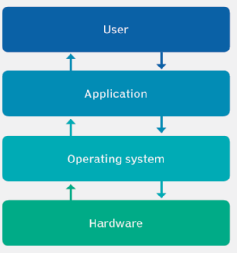 User
Application
Operating system
Hardware